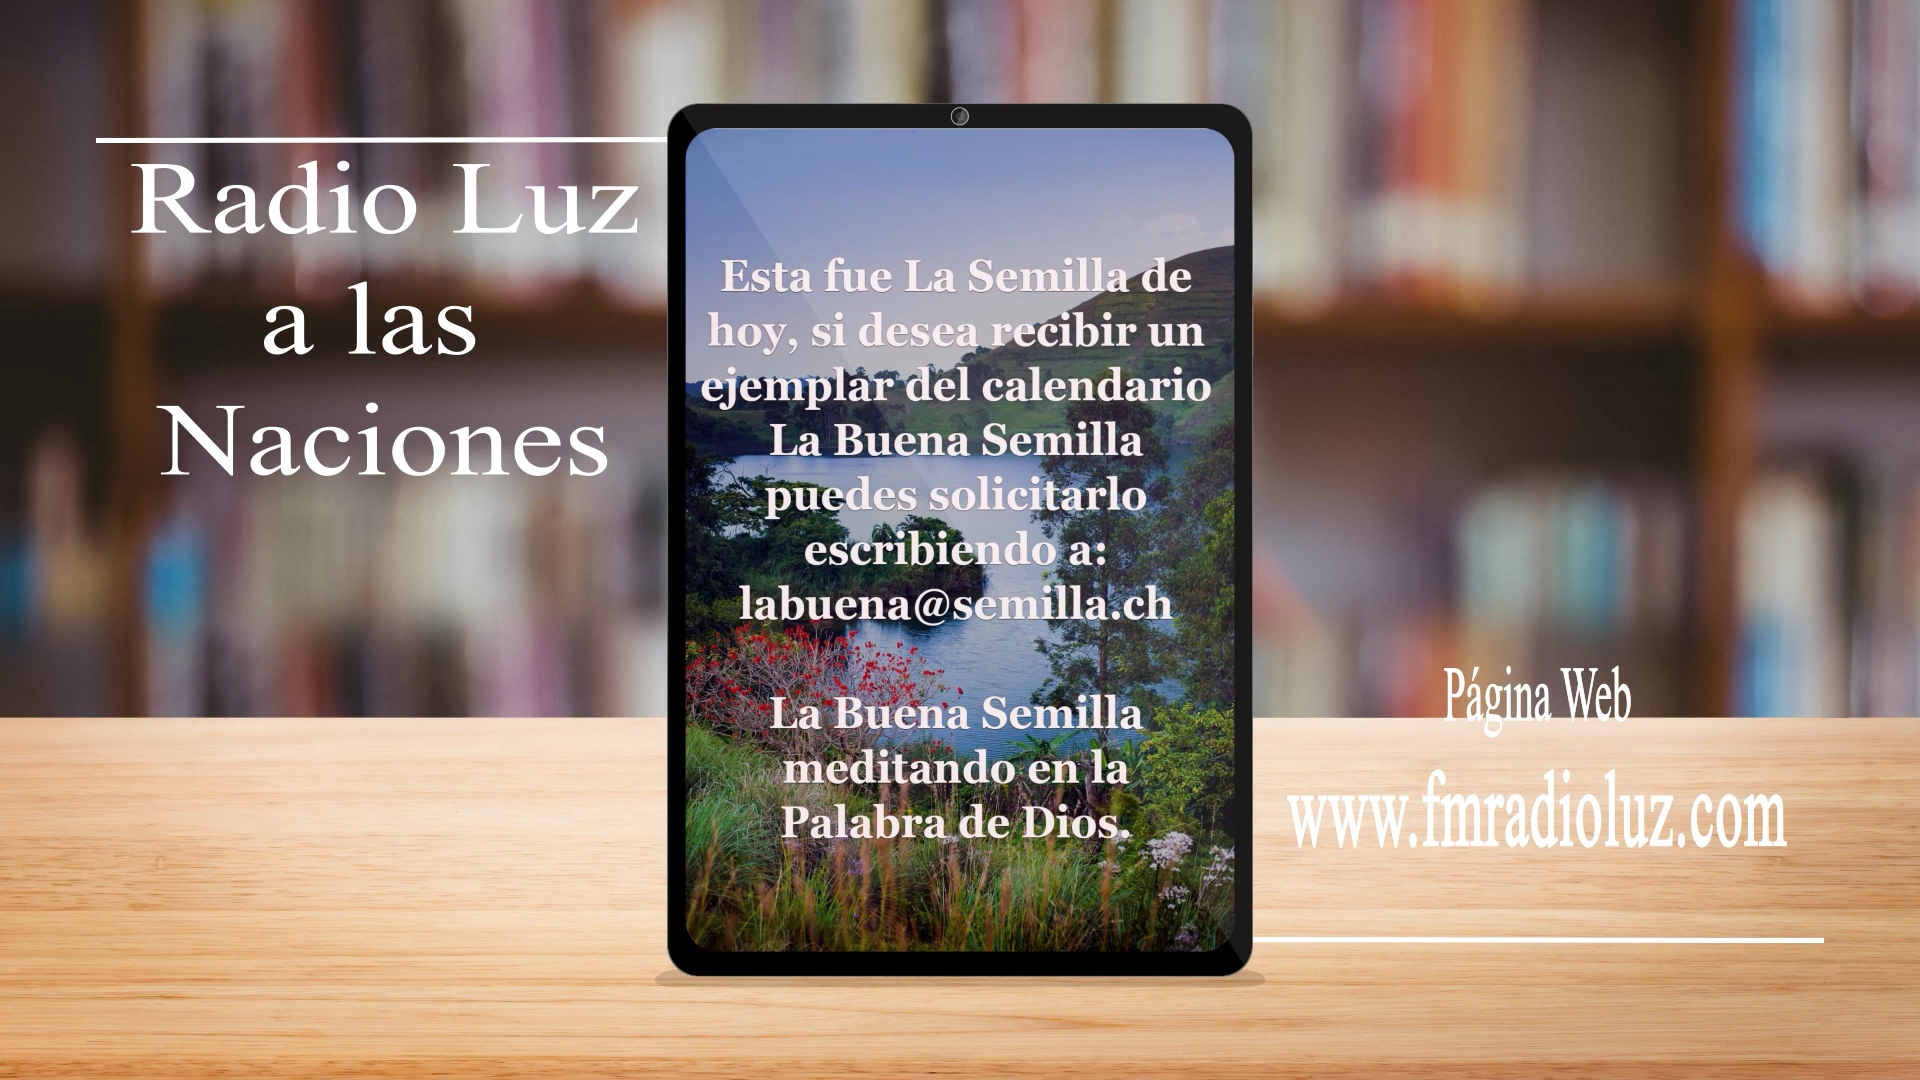 Radio Luz
a las
Naciones
Esta fue La Semilla de
hoy, si desea recibir un
ejemplar del calendario
La Buena Semilla
puedes solicitarlo
escribiendo a:
labuena@semilla.ch
La Buena Semilla
meditando en la
Palabra de Dios.
Página Web
www.fmradioluz.com